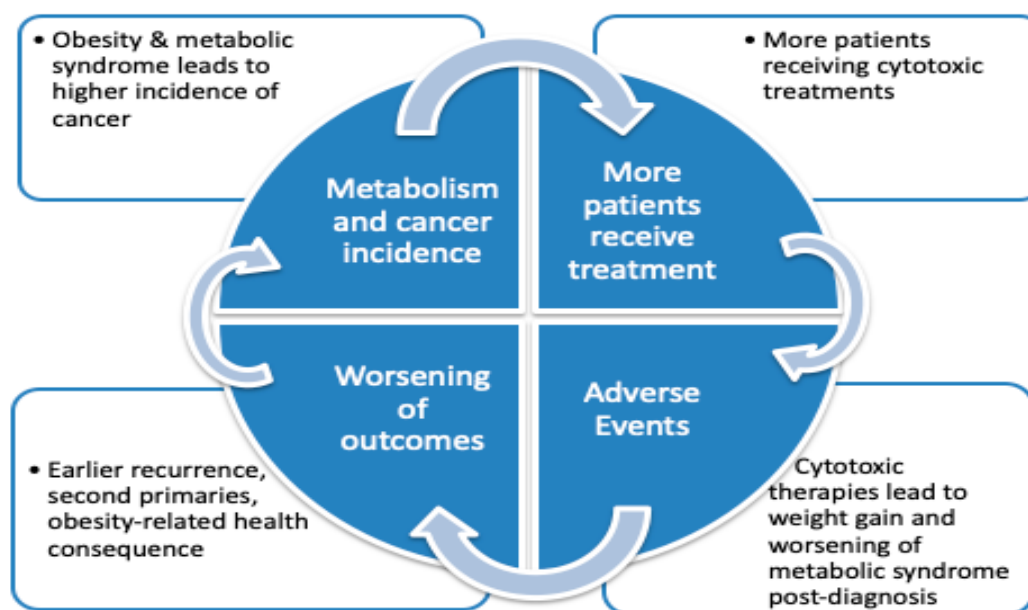 • Obesity & metabolic
syndrome leads to
higher incidence of
cancer
• More patients
receiving cytotoxic
treatments
Metabolism
and cancer
incidence
More
patients
receive
treatment
Worsening
of
outcomes
Adverse
Events
• Earlier recurrence,
second primaries,
obesity-related health
consequence
Cytotoxic
therapies lead to
weight gain and
worsening of
metabolic syndrome
post-diagnosis